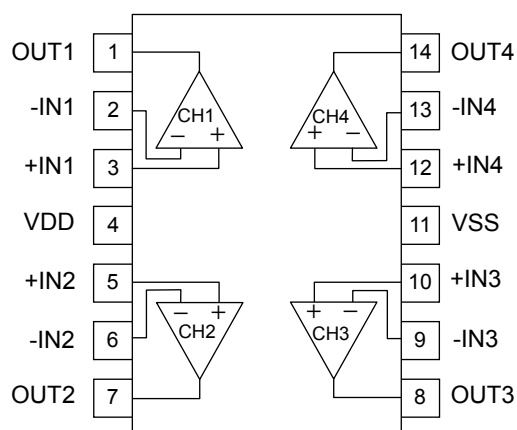 OUT1 1 14 OUT4
-IN1 2 CH1 CH4 13 -IN4
− + + −
+IN1 3 12 +IN4
VDD 4 11 VSS
+IN2 5 10 +IN3
− + + −
-IN2 6 CH2 CH3 9 -IN3
OUT2 7 8 OUT3